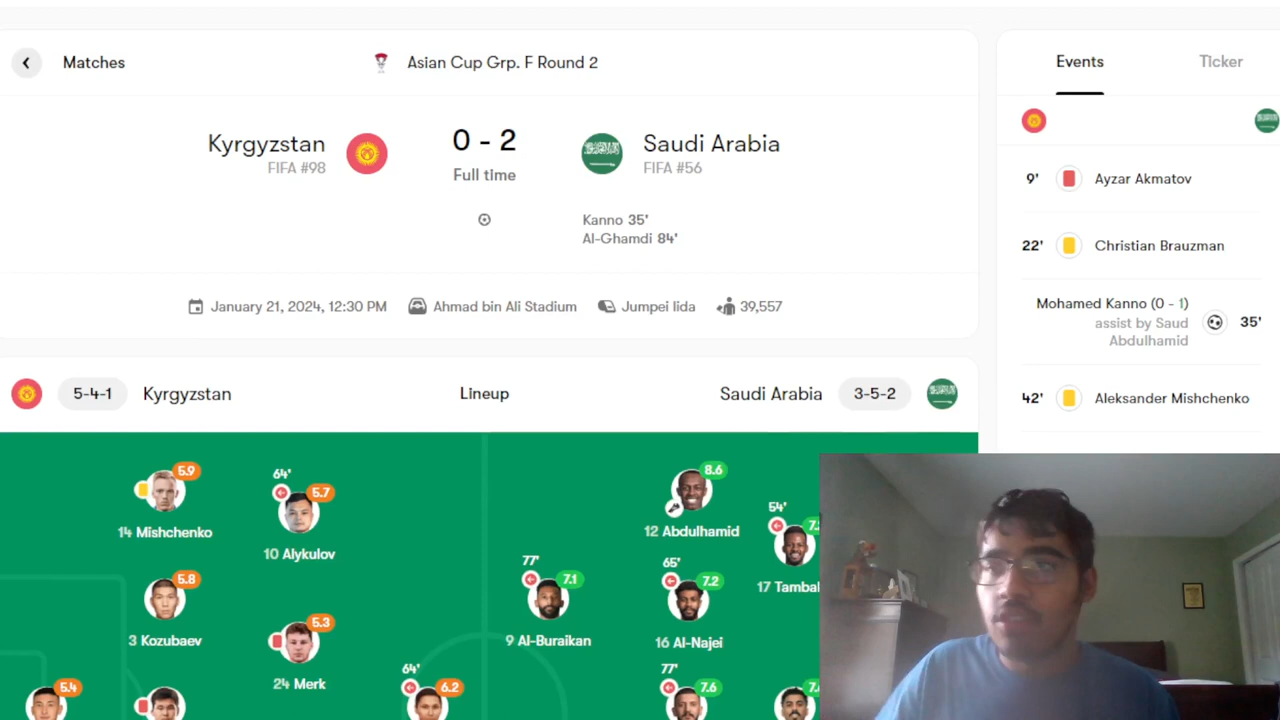 Matches
Asian Cup Grp. F Round 2
Kyrgyzstan
FIFA #98
0 - 2
Full time
Saudi Arabia
FIFA #56
Kanno 35'
Al-Ghamdi 84'
January 21, 2024, 12:30 PM
Ahmad bin Ali Stadium
Jumpei Iida
39,557
5-4-1
Kyrgyzstan
Lineup
Saudi Arabia
3-5-2
5.9
14 Mishchenko
64'
5.7
10 Alykulov
5.8
3 Kozubaev
5.3
24 Merk
5.4
64'
6.2
77'
7.1
9 Al-Buraikan
8.6
12 Abdulhamid
54'
17 Tambak
65'
7.2
16 Al-Najei
77'
7.6
Events
Ticker
9'
Ayzar Akmatov
22'
Christian Brauzman
Mohamed Kanno (0 - 1)
assist by Saud
Abdulhamid
35'
42'
Aleksander Mishchenko